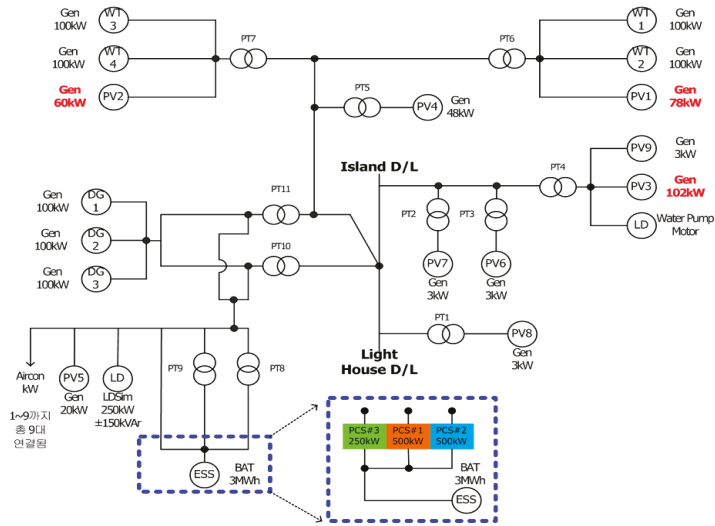 Gen
100kW
WT
3
PT7
PT6
WT
1
Gen
100kW
Gen
100kW
WT
4
WT
2
Gen
100kW
Gen
60kW
PV2
PT5
PV4
Gen
48kW
PV1
Gen
78kW
Island D/L
PT4
PV9
Gen
3kW
PV3
Gen
102kW
LD
Water Pump
Motor
Gen
100kW
DG
1
PT11
PT2
PT3
Gen
100kW
DG
2
PT10
Gen
100kW
DG
3
PV7
Gen
3kW
PV6
Gen
3kW
PT1
PV8
Gen
3kW
Light
House D/L
Aircon
kW
1~9까지
총 9대
연결됨
PV5
Gen
20kW
LD
LDSim
250kW
±150kVAr
PT9
PT8
ESS
BAT
3MWh
PCS#3
250kW
PCS#1
500kW
PCS#2
500kW
BAT
3MWh
ESS